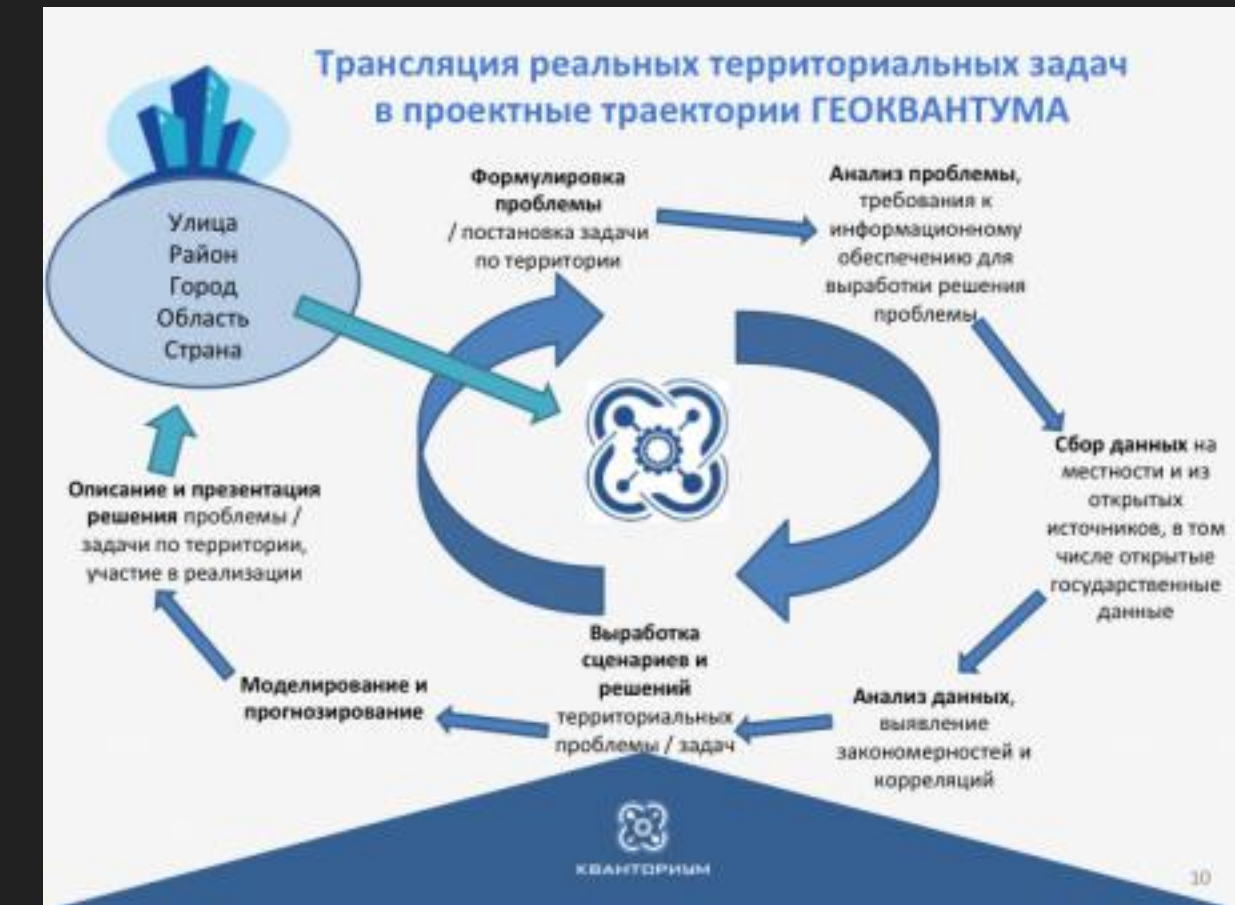 Трансляция реальных территориальных задач
в проектные траектории ГЕОКВАНТУМА
Улица
Район
Город
Область
Страна
Формулировка
проблемы
/ постановка задачи
по территории
Анализ проблемы,
требования к
информационному
обеспечению для
выработки решения
проблемы
Сбор данных на
местности и из
открытых
источников, в том
числе открытые
государственные
данные
Анализ данных,
выявление
закономерностей и
корреляций
Выработка
сценариев и
решений
территориальных
проблемы / задач
Моделирование и
прогнозирование
Описание и презентация
решения проблемы /
задачи по территории,
участие в реализации
КВАНТОРИУМ
10